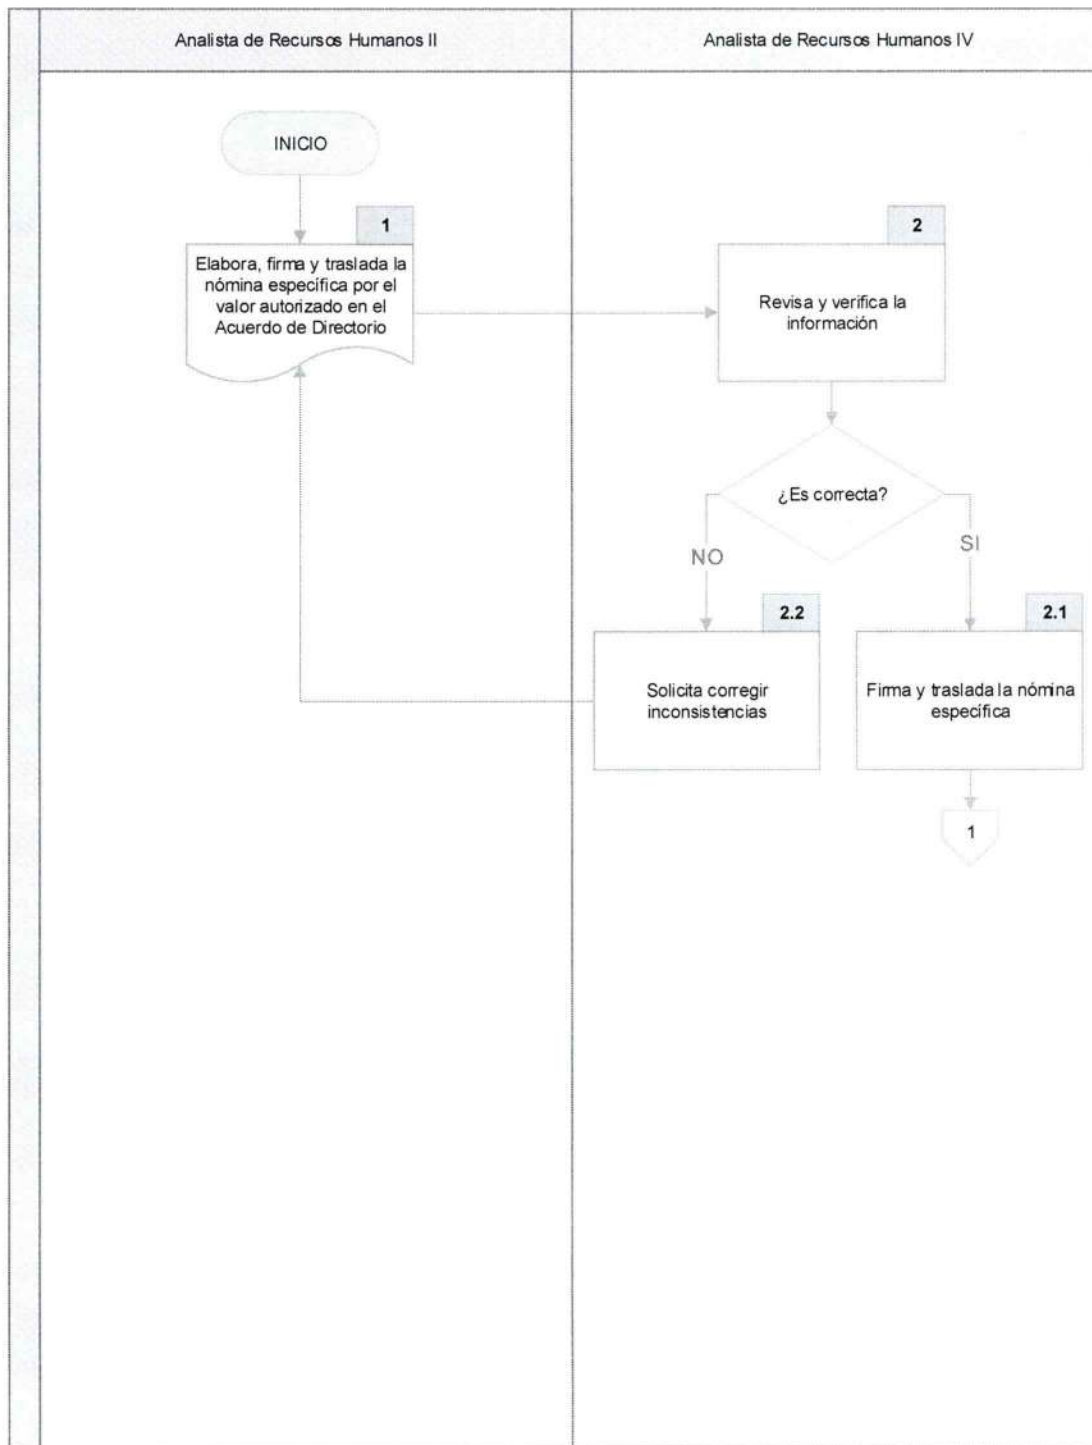 Analista de Recursos Humanos II
Analista de Recursos Humanos IV
INICIO
1
Elabora, firma y traslada la
nómina específica por el
valor autorizado en el
Acuerdo de Directorio
2
Revisa y verifica la
información
¿Es correcta?
NO
SI
2.2
Solicita corregir
inconsistencias
2.1
Firma y traslada la nómina
específica
1